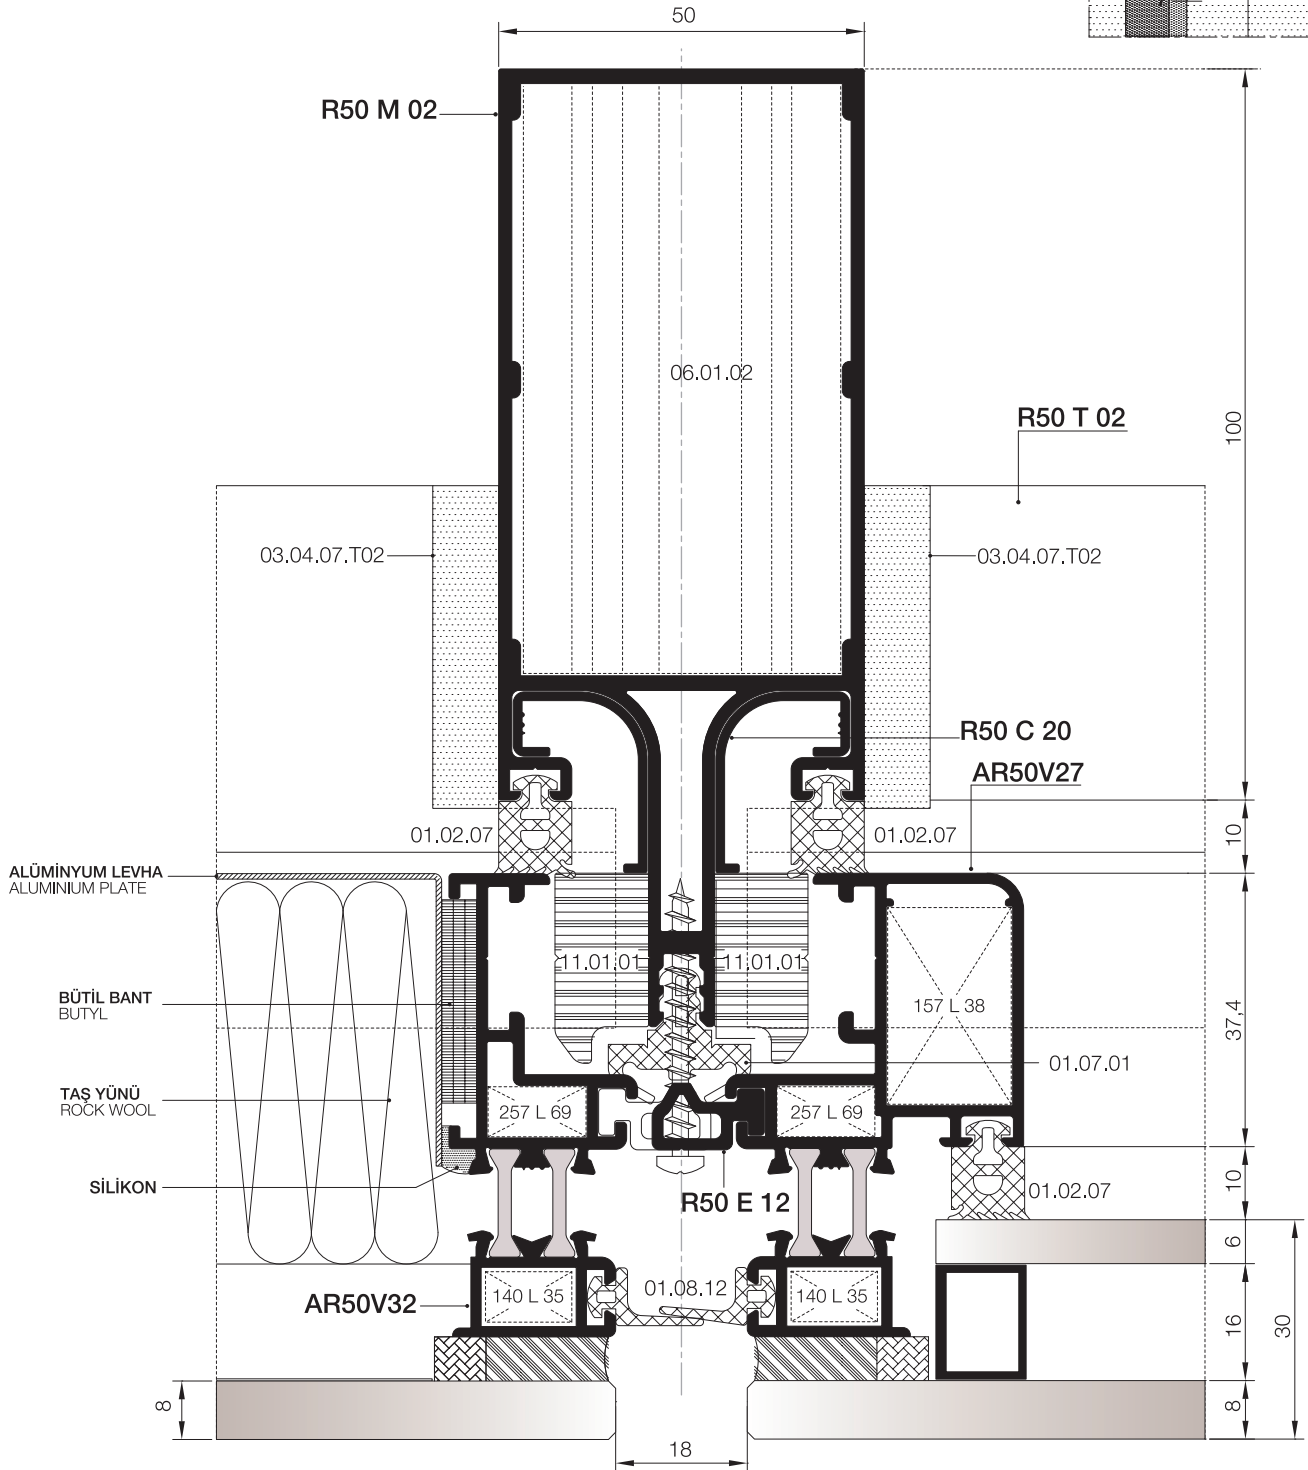 50
R50 M 02
06.01.02
R50 T 02
100
03.04.07.T02
03.04.07.T02
R50 C 20
AR50V27
01.02.07
01.02.07
10
ALÜMİNYUM LEVHA
ALUMINIUM PLATE
11.01.01
11.01.01
BÜTİL BANT
BUTYL
157 L 38
37,4
01.07.01
TAŞ YÜNÜ
ROCK WOOL
257 L 69
257 L 69
SİLİKON
R50 E 12
01.02.07
10
6
01.08.12
AR50V32
140 L 35
140 L 35
16
30
8
8
18